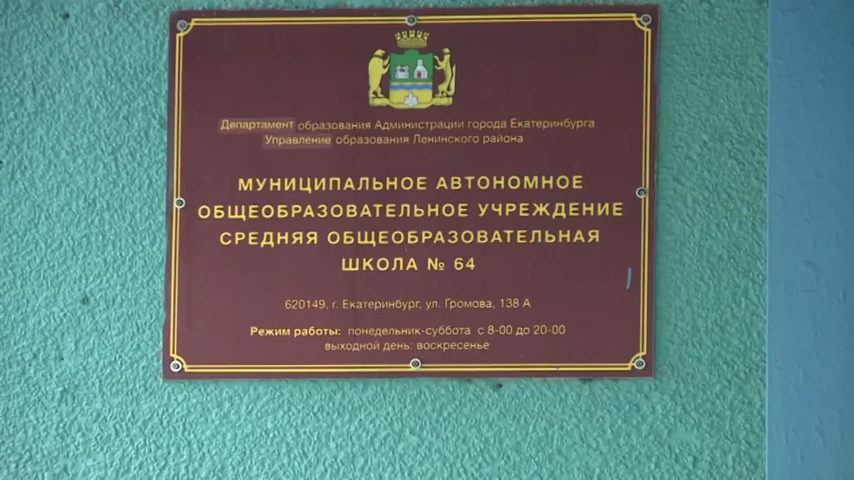 Департамент образования Администрации города Екатеринбурга
Управление образования Ленинского района
МУНИЦИПАЛЬНОЕ АВТОНОМНОЕ
ОБЩЕОБРАЗОВАТЕЛЬНОЕ УЧРЕЖДЕНИЕ
СРЕДНЯЯ ОБЩЕОБРАЗОВАТЕЛЬНАЯ
ШКОЛА № 64
620149, г. Екатеринбург, ул. Громова, 138 А
Режим работы: понедельник-суббота с 8-00 до 20-00
выходной день: воскресенье